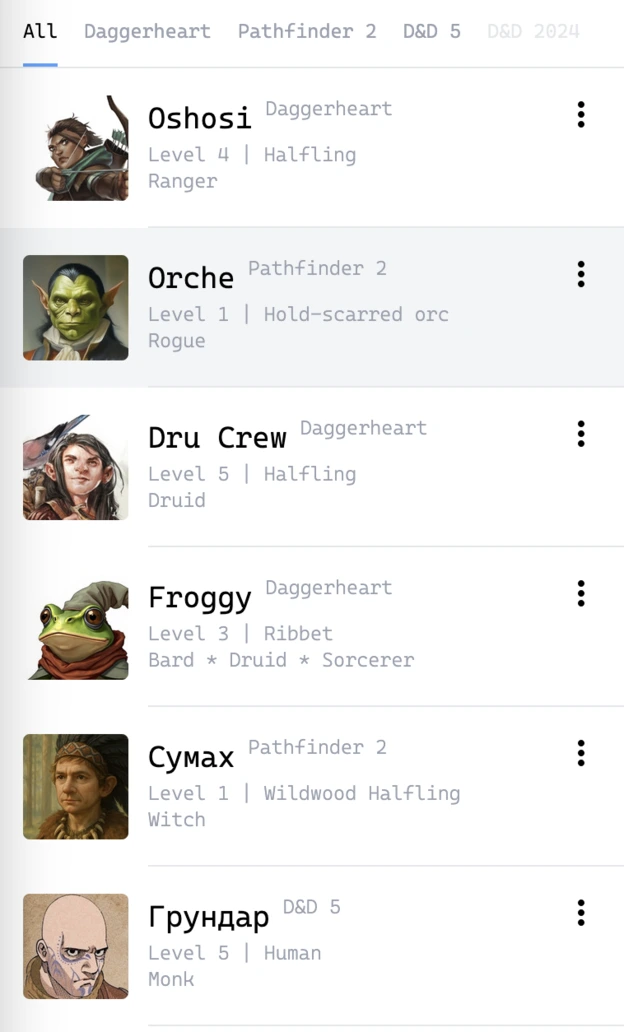 All Daggerheart Pathfinder 2 D&D 5 D&D 2024
Oshosi Daggerheart
Level 4 | Halfling
Ranger
Orche Pathfinder 2
Level 1 | Hold-scarred orc
Rogue
Dru Crew Daggerheart
Level 5 | Halfling
Druid
Froggy Daggerheart
Level 3 | Ribbet
Bard * Druid * Sorcerer
Сумах Pathfinder 2
Level 1 | Wildwood Halfling
Witch
Грундар D&D 5
Level 5 | Human
Monk